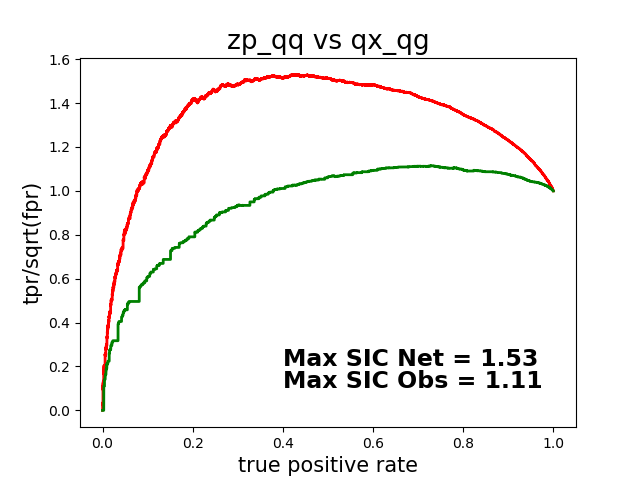 zp_qq vs qx_qg
1.6
1.4
1.2
1.0
0.8
0.6
0.4
0.2
0.0
tpr/sqrt(fpr)
Max SIC Net = 1.53
Max SIC Obs = 1.11
0.0 0.2 0.4 0.6 0.8 1.0
true positive rate